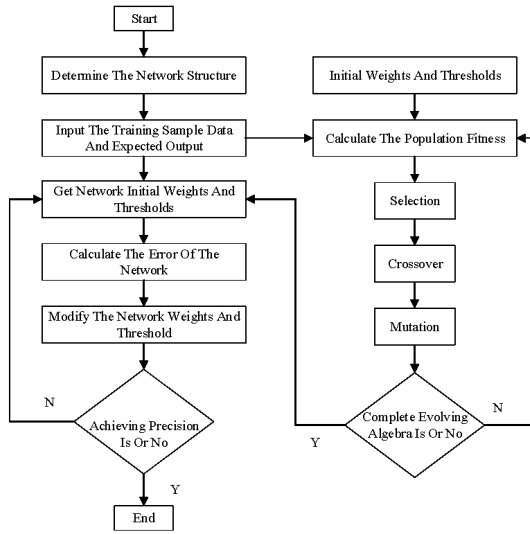 Start
Determine The Network Structure
Input The Training Sample Data
And Expected Output
Get Network Initial Weights And
Thresholds
Calculate The Error Of The
Network
Modify The Network Weights And
Threshold
N
Achieving Precision
Is Or No
Y
End
Initial Weights And Thresholds
Calculate The Population Fitness
Selection
Crossover
Mutation
Complete Evolving
Algebra Is Or No
N
Y